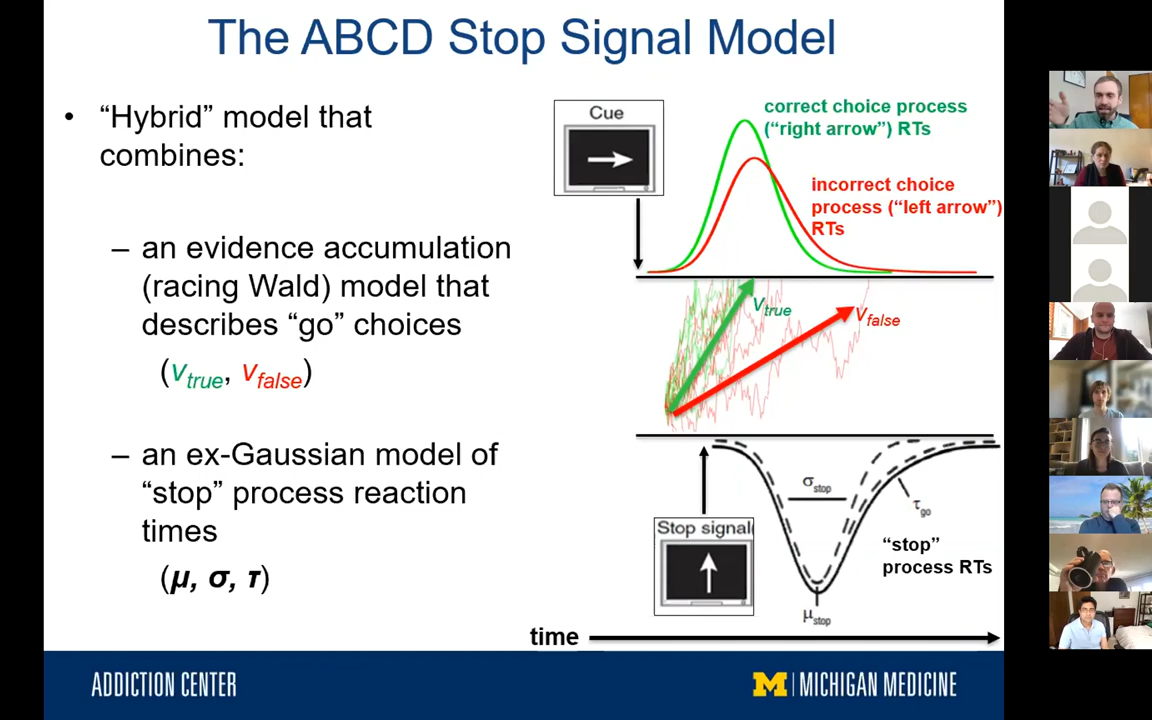 The ABCD Stop Signal Model
• “Hybrid” model that
combines:
– an evidence accumulation
(racing Wald) model that
describes “go” choices
(vtrue, vfalse)
– an ex-Gaussian model of
“stop” process reaction
times
(μ, σ, τ)
Cue
correct choice process
(“right arrow”) RTs
incorrect choice
process (“left arrow”)
RTs
vtrue
vfalse
σstop
τgo
Stop signal
“stop”
process RTs
μstop
time
ADDICTION CENTER
M | MICHIGAN MEDICINE